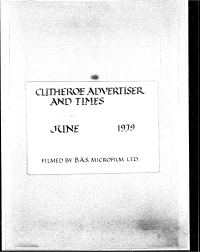 CLITHEROE ADVERTISER
AND TIMES
JUNE 1979
FILMED BY B.A.S. MICROFILM LTD.